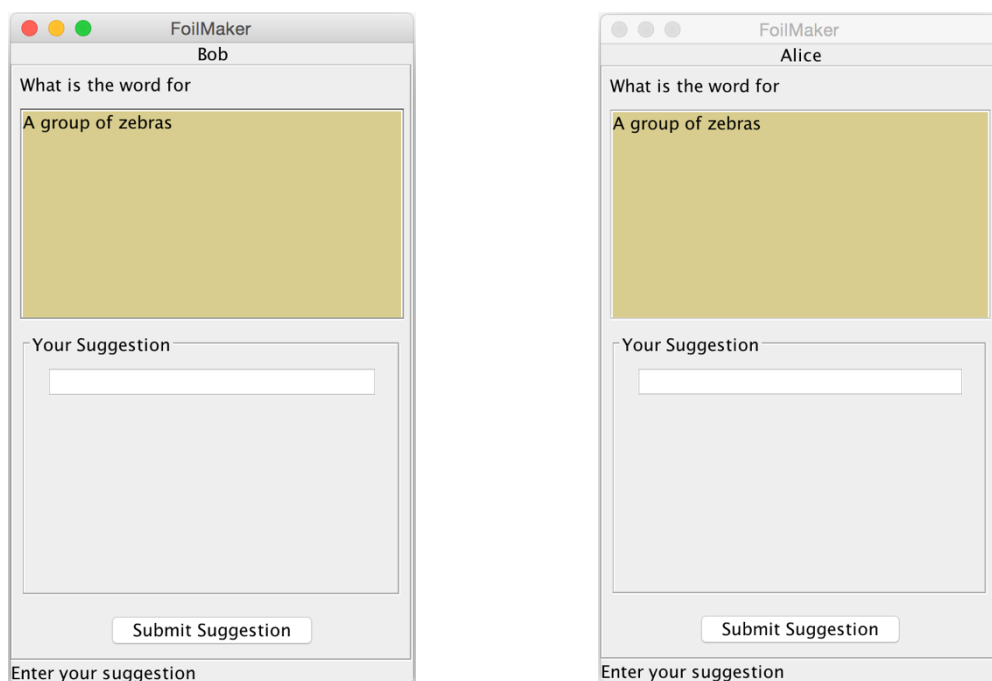 FoilMaker
Bob
What is the word for
A group of zebras
Your Suggestion
Submit Suggestion
Enter your suggestion
FoilMaker
Alice
What is the word for
A group of zebras
Your Suggestion
Submit Suggestion
Enter your suggestion